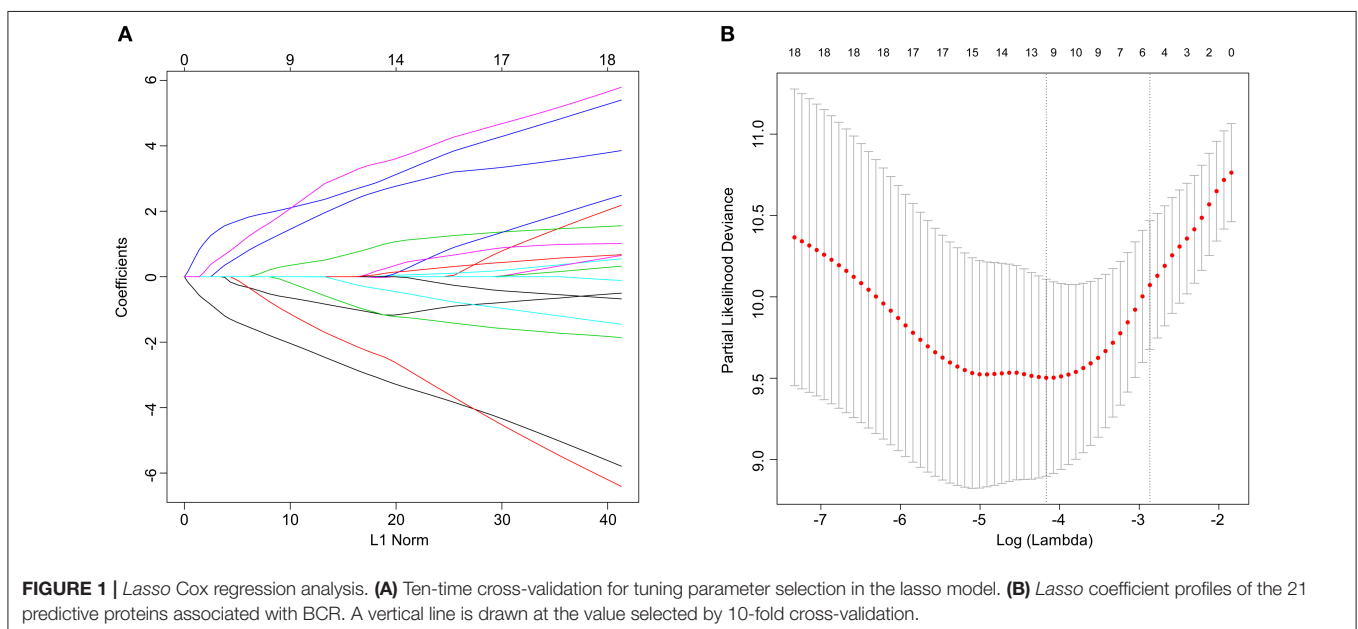 A
0 9 14 17 18
6
4
2
0
-2
-4
-6
Coefficients
0 10 20 30 40
L1 Norm
B
18 18 18 18 17 17 15 14 13 9 10 9 7 6 4 3 2 0
11.0
10.5
10.0
9.5
9.0
Partial Likelihood Deviance
-7 -6 -5 -4 -3 -2
Log (Lambda)
FIGURE 1 | Lasso Cox regression analysis. (A) Ten-time cross-validation for tuning parameter selection in the lasso model. (B) Lasso coefficient profiles of the 21
predictive proteins associated with BCR. A vertical line is drawn at the value selected by 10-fold cross-validation.